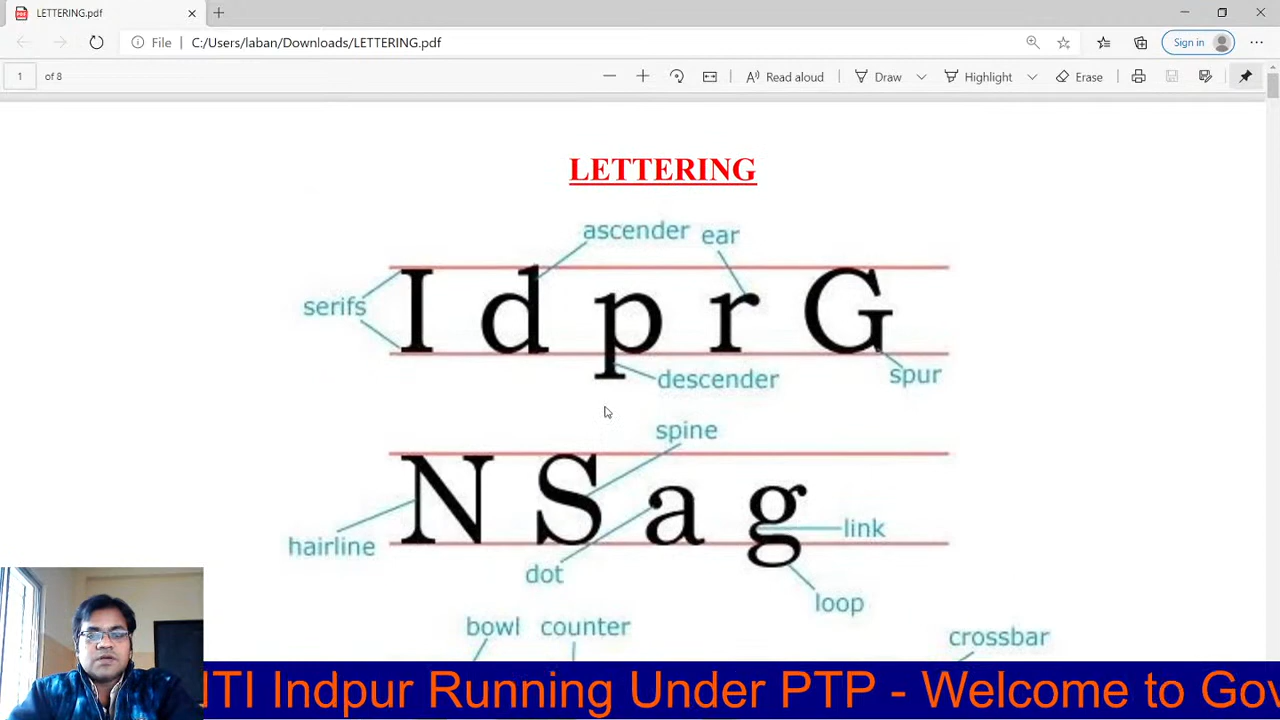 LETTERING.pdf
File C:/Users/laban/Downloads/LETTERING.pdf Sign in
1 of 8 Read aloud Draw Highlight Erase
LETTERING
ascender ear
serifs
I d p r G
descender spur
spine
N S a g
link
hairline
dot
loop
bowl counter crossbar
ITI Indpur Running Under PTP - Welcome to Gov